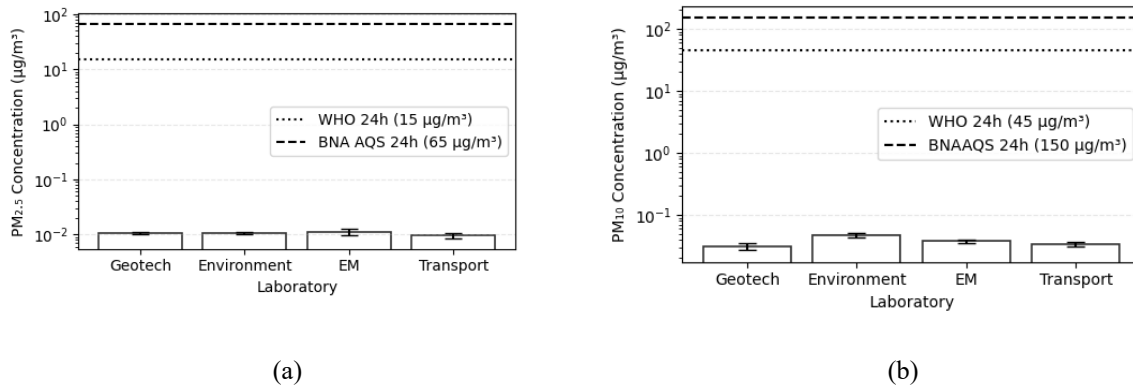 PM₂.₅ Concentration (µg/m³)
10²
10¹
10⁰
10⁻¹
10⁻²
WHO 24h (15 µg/m³)
BNA AQS 24h (65 µg/m³)
Geotech Environment EM Transport
Laboratory
(a)
PM₁₀ Concentration (µg/m³)
10²
10¹
10⁰
10⁻¹
WHO 24h (45 µg/m³)
BNAAQS 24h (150 µg/m³)
Geotech Environment EM Transport
Laboratory
(b)